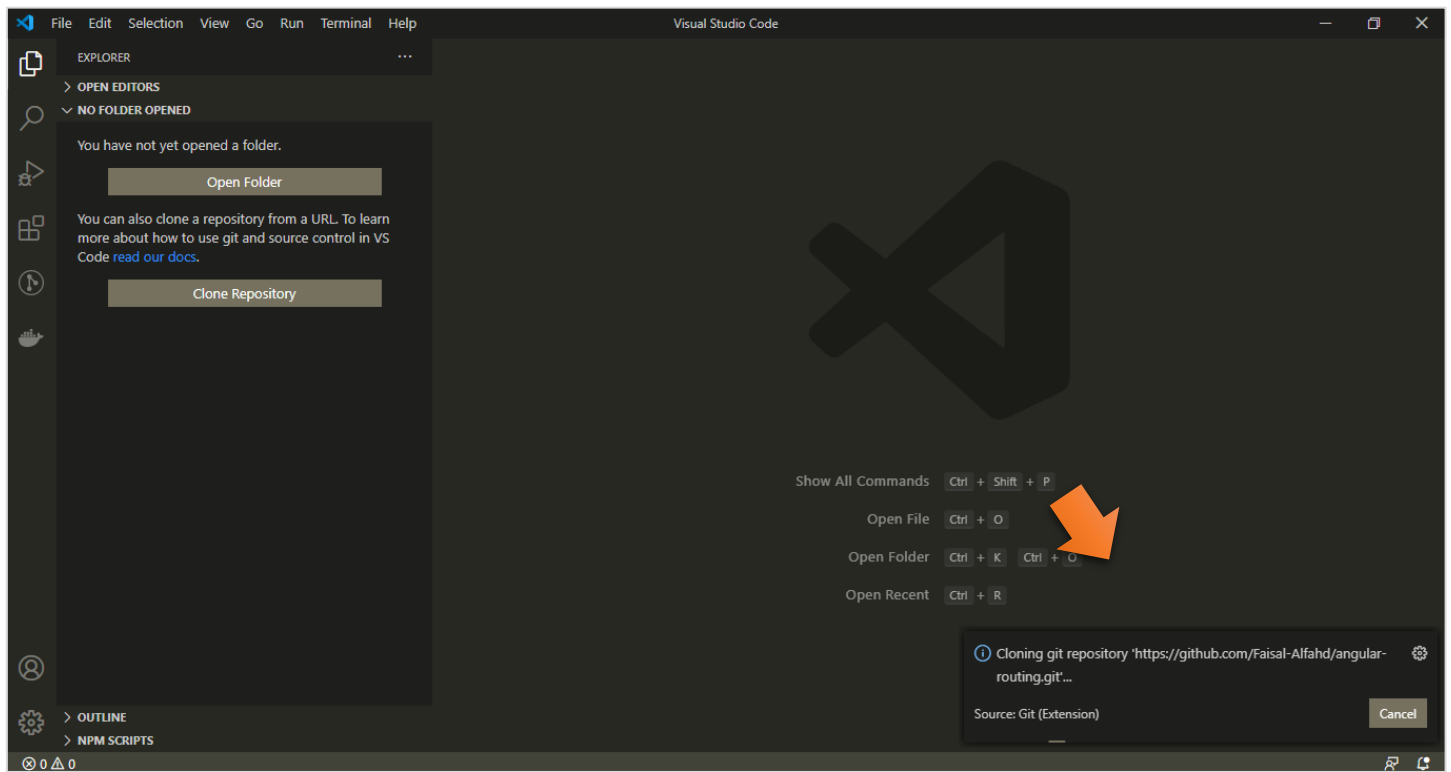 File Edit Selection View Go Run Terminal Help
Visual Studio Code
EXPLORER
OPEN EDITORS
NO FOLDER OPENED
You have not yet opened a folder.
Open Folder
You can also clone a repository from a URL. To learn
more about how to use git and source control in VS
Code read our docs.
Clone Repository
Show All Commands Ctrl + Shift + P
Open File Ctrl + O
Open Folder Ctrl + K Ctrl + O
Open Recent Ctrl + R
Cloning git repository 'https://github.com/Faisal-Alfahd/angular-
routing.git'...
Source: Git (Extension)
Cancel
OUTLINE
NPM SCRIPTS
0 0